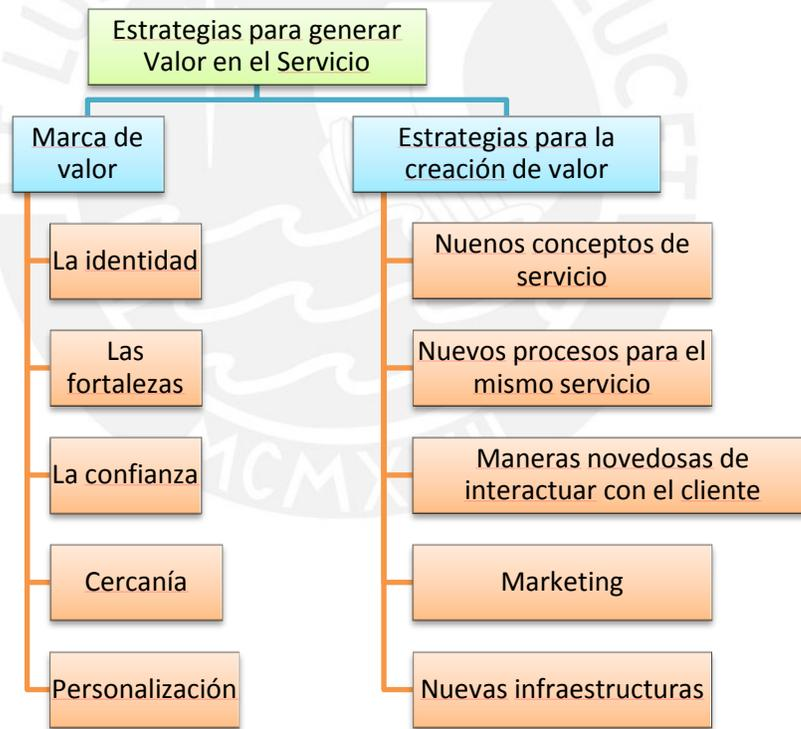 Estrategias para generar
Valor en el Servicio
Marca de
valor
La identidad
Las
fortalezas
La confianza
Cercanía
Personalización
Estrategias para la
creación de valor
Nuenos conceptos de
servicio
Nuevos procesos para el
mismo servicio
Maneras novedosas de
interactuar con el cliente
Marketing
Nuevas infraestructuras